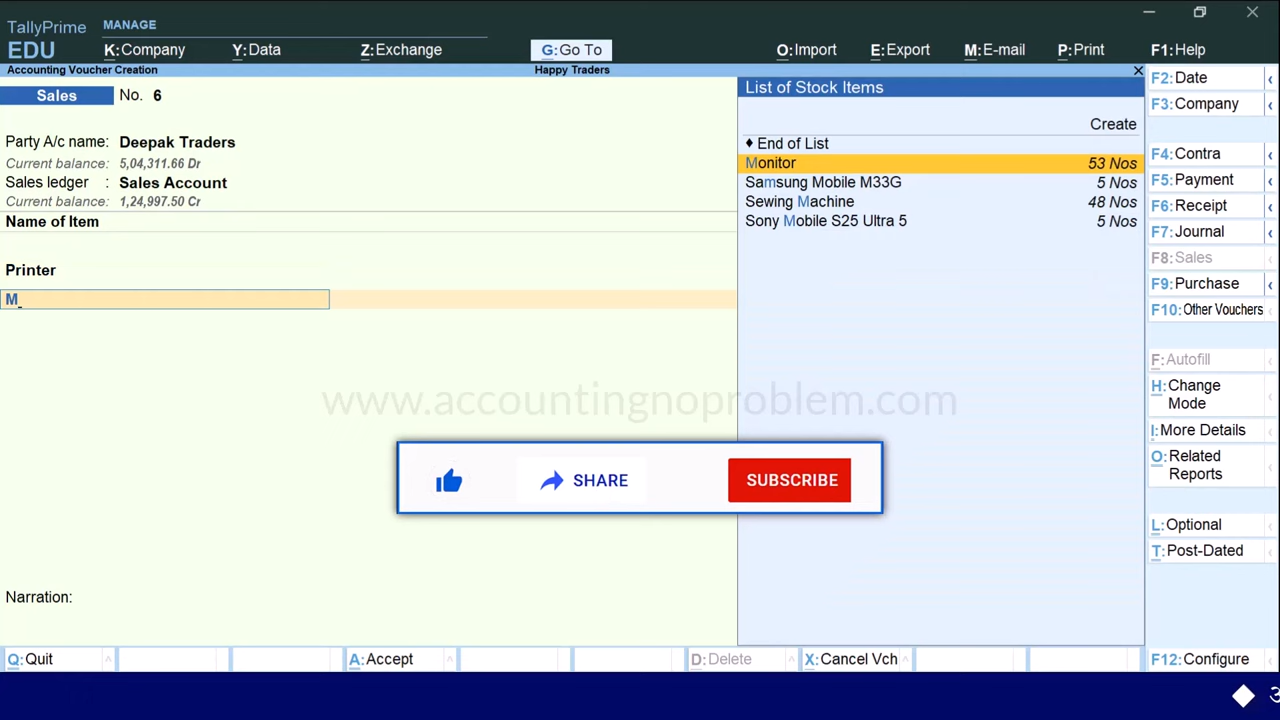 TallyPrime
EDU
MANAGE
K:Company
Y:Data
Z:Exchange
G:Go To
O:Import
E:Export
M:E-mail
P:Print
F1:Help
Accounting Voucher Creation
Happy Traders
Sales
No. 6
Party A/c name: Deepak Traders
Current balance: 5,04,311.66 Dr
Sales ledger : Sales Account
Current balance: 1,24,997.50 Cr
Name of Item
Printer
M
Narration:
List of Stock Items
Create
♦ End of List
Monitor 53 Nos
Samsung Mobile M33G 5 Nos
Sewing Machine 48 Nos
Sony Mobile S25 Ultra 5 5 Nos
F2:Date
F3:Company
F4:Contra
F5:Payment
F6:Receipt
F7:Journal
F8:Sales
F9:Purchase
F10:Other Vouchers
F:Autofill
H:Change
Mode
I:More Details
O:Related
Reports
L:Optional
T:Post-Dated
F12:Configure
www.accountingnoproblem.com
SHARE
SUBSCRIBE
Q:Quit
A:Accept
D:Delete
X:Cancel Vch